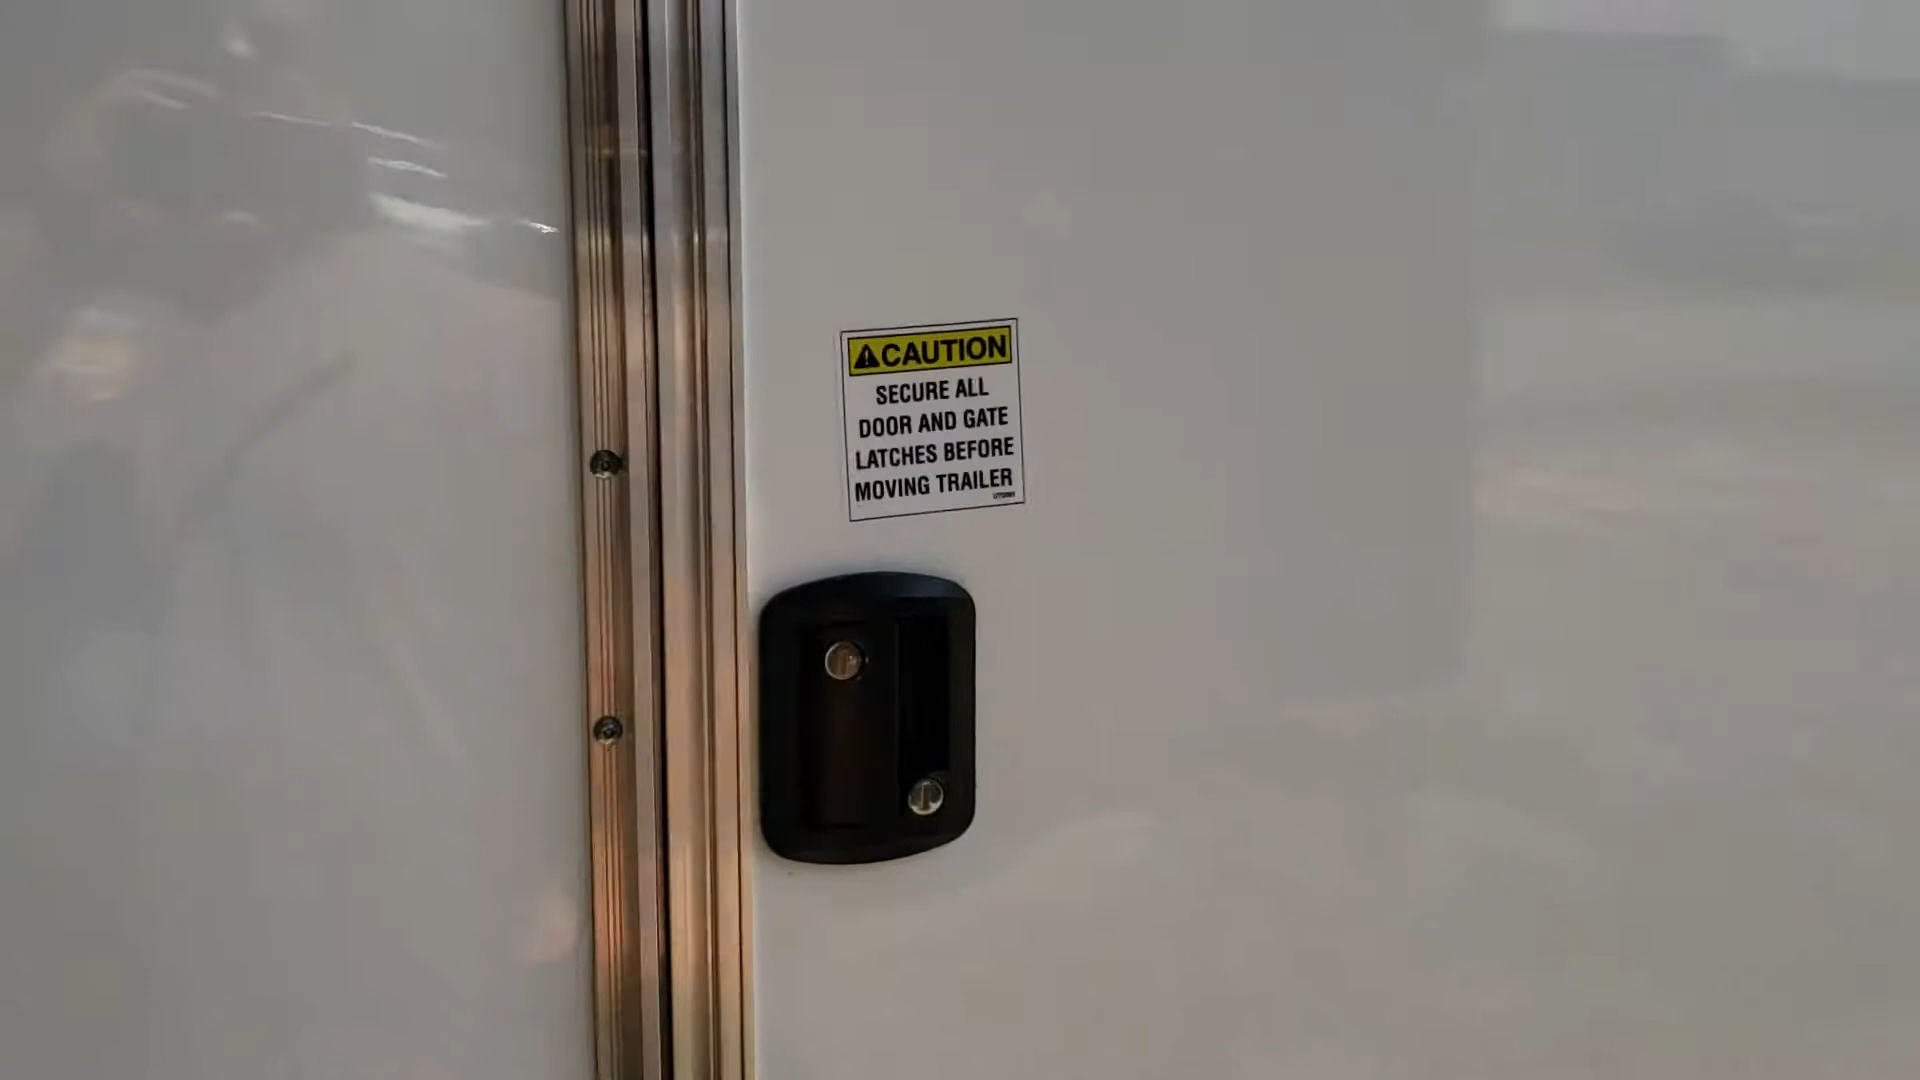 CAUTION
SECURE ALL
DOOR AND GATE
LATCHES BEFORE
MOVING TRAILER